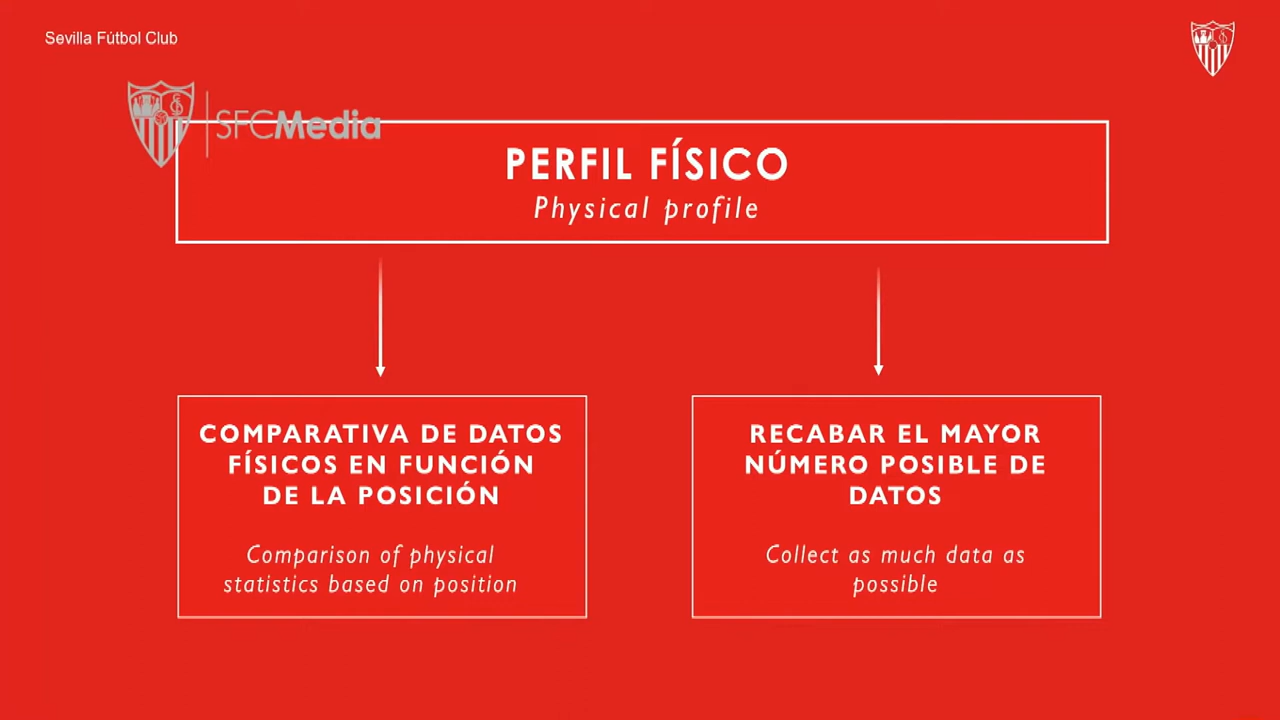 Sevilla Fútbol Club
SFCMedia
PERFIL FÍSICO
Physical profile
COMPARATIVA DE DATOS
FÍSICOS EN FUNCIÓN
DE LA POSICIÓN
Comparison of physical
statistics based on position
RECABAR EL MAYOR
NÚMERO POSIBLE DE
DATOS
Collect as much data as
possible